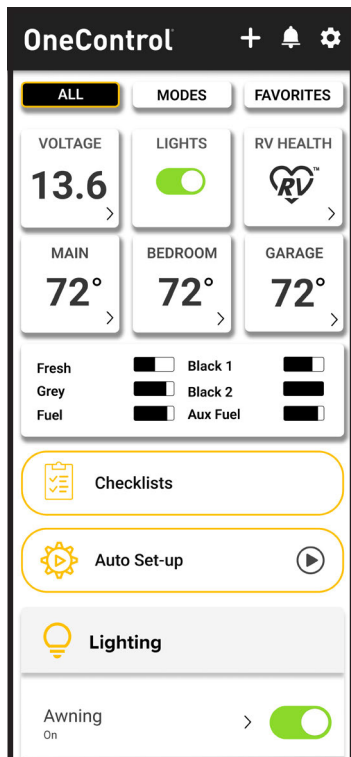 OneControl
ALL MODES FAVORITES
VOLTAGE LIGHTS RV HEALTH
13.6 RV™
MAIN BEDROOM GARAGE
72° 72° 72°
Fresh Black 1
Grey Black 2
Fuel Aux Fuel
Checklists
Auto Set-up
Lighting
Awning
On